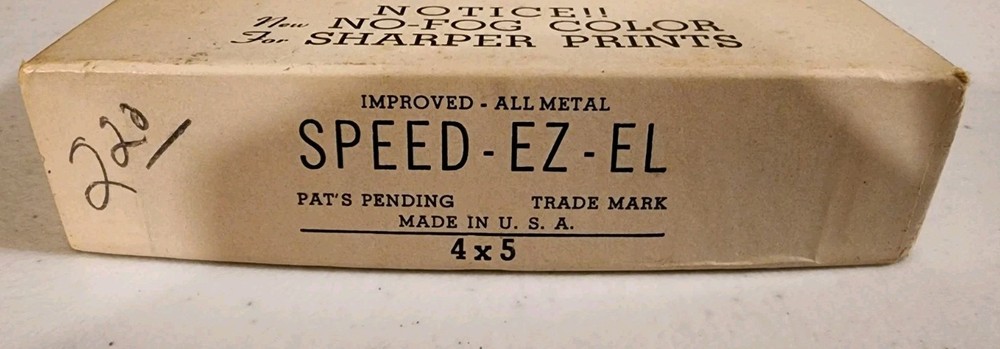 NOTICE!!
New NO-FOG COLOR
For SHARPER PRINTS
220/
IMPROVED - ALL METAL
SPEED - EZ - EL
PAT'S PENDING TRADE MARK
MADE IN U. S. A.
4 x 5